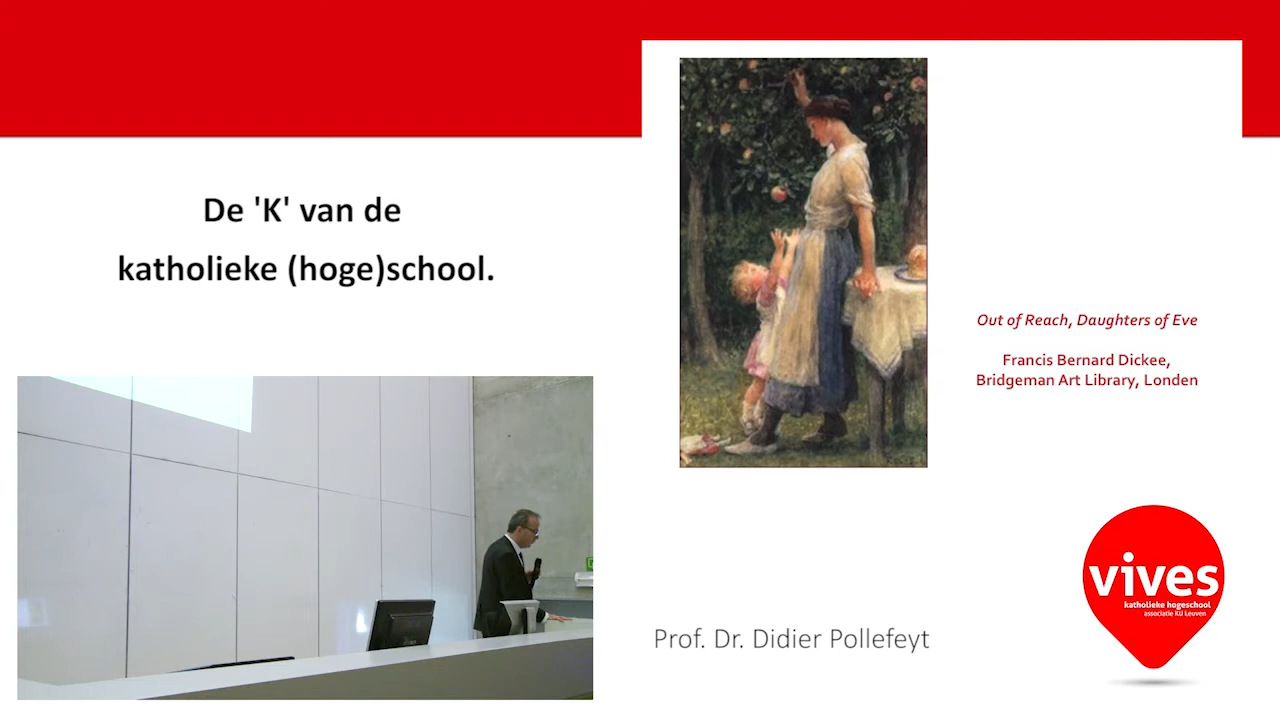 De 'K' van de
katholieke (hoge)school.
Out of Reach, Daughters of Eve
Francis Bernard Dickee,
Bridgeman Art Library, Londen
Prof. Dr. Didier Pollefeyt
vives
katholieke hogeschool
associatie KU Leuven